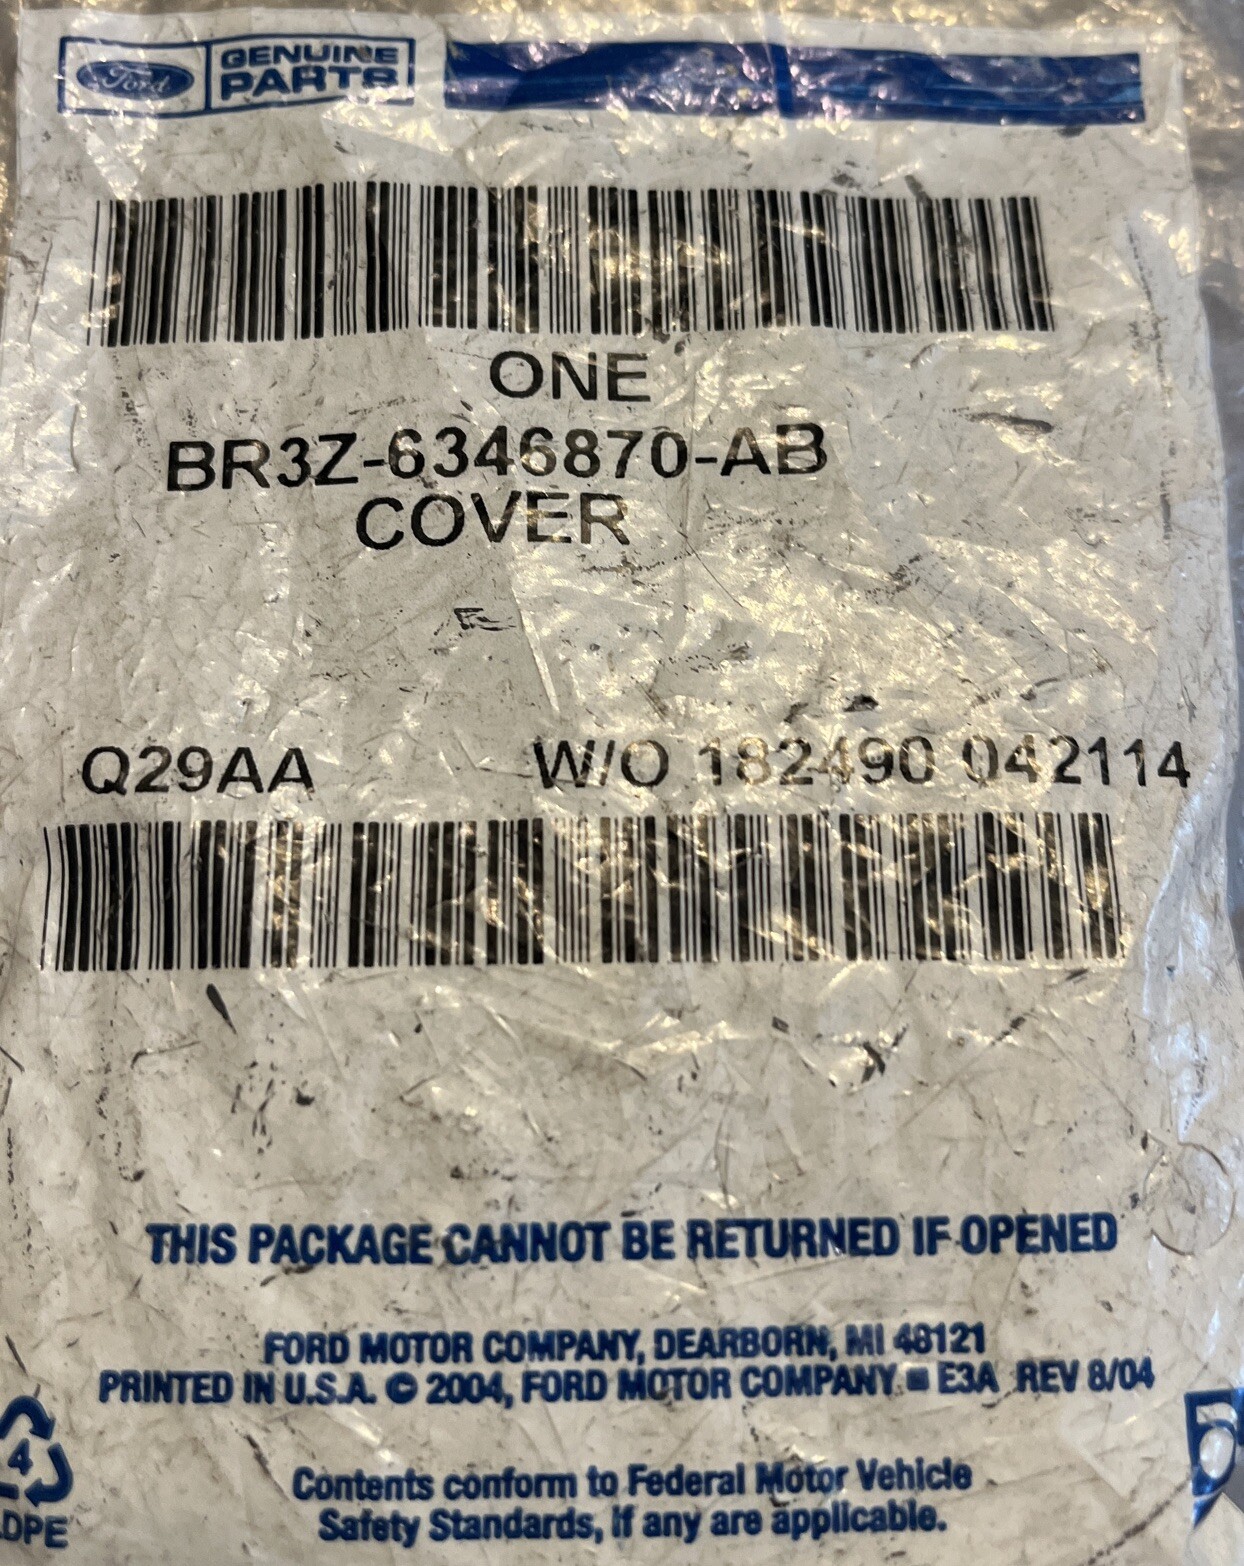 Ford GENUINE
PARTS
ONE
BR3Z-6346870-AB
COVER
Q29AA W/O 182490 042114
THIS PACKAGE CANNOT BE RETURNED IF OPENED
FORD MOTOR COMPANY, DEARBORN, MI 48121
PRINTED IN U.S.A. © 2004, FORD MOTOR COMPANY ■ E3A REV 8/04
4
Contents conform to Federal Motor Vehicle
Safety Standards, if any are applicable.